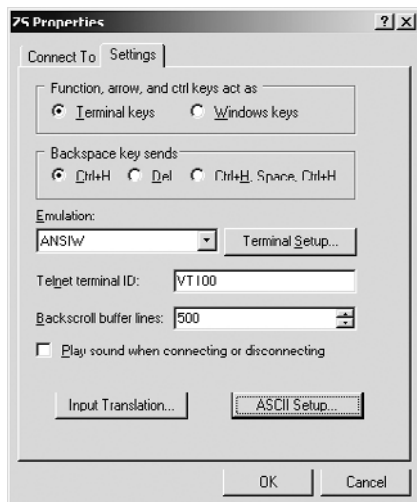 ZS Properties
Connect To Settings
Function, arrow, and ctrl keys act as
Terminal keys Windows keys
Backspace key sends
Ctrl+H Del Ctrl+H, Space, Ctrl+H
Emulation:
ANSIW Terminal Setup...
Telnet terminal ID: VT100
Backscroll buffer lines: 500
Play sound when connecting or disconnecting
Input Translation... ASCII Setup...
OK Cancel